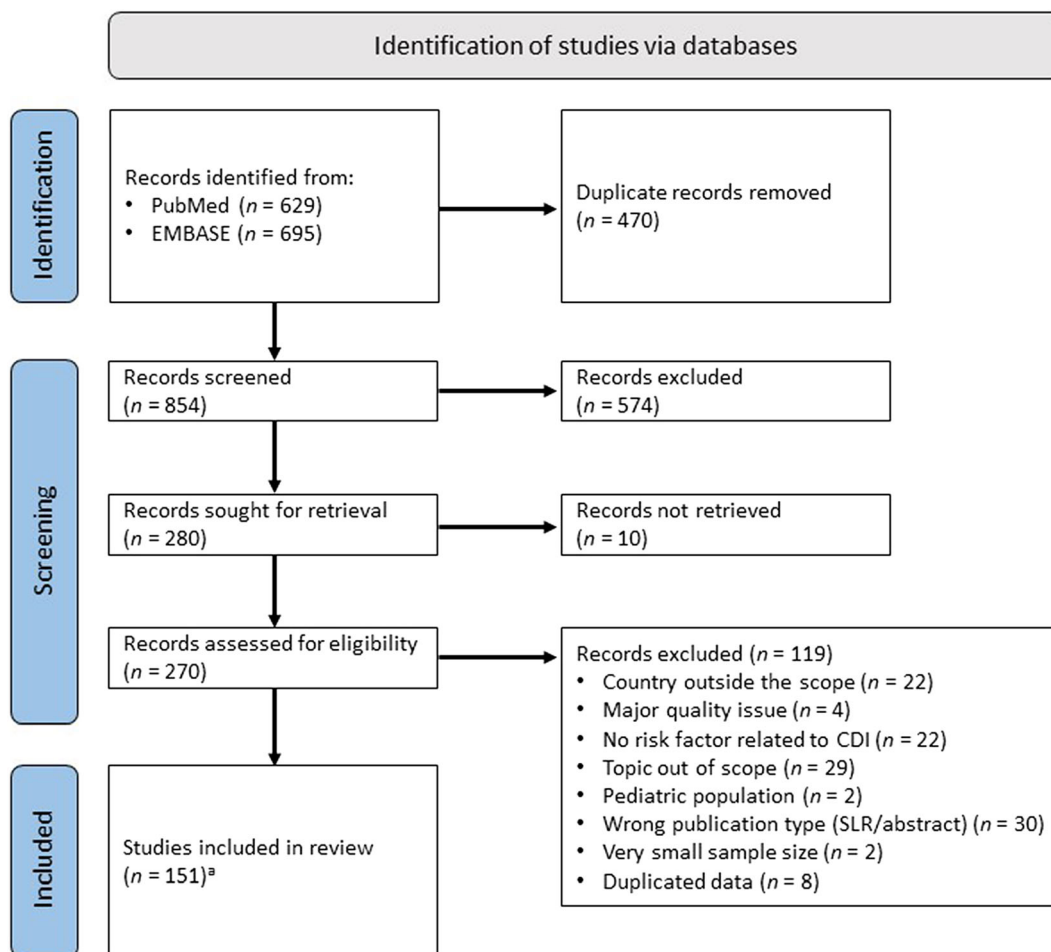 Identification of studies via databases
Identification
Records identified from:
• PubMed (n = 629)
• EMBASE (n = 695)
Duplicate records removed
(n = 470)
Screening
Records screened
(n = 854)
Records excluded
(n = 574)
Records sought for retrieval
(n = 280)
Records not retrieved
(n = 10)
Records assessed for eligibility
(n = 270)
Records excluded (n = 119)
• Country outside the scope (n = 22)
• Major quality issue (n = 4)
• No risk factor related to CDI (n = 22)
• Topic out of scope (n = 29)
• Pediatric population (n = 2)
• Wrong publication type (SLR/abstract) (n = 30)
• Very small sample size (n = 2)
• Duplicated data (n = 8)
Included
Studies included in review
(n = 151)ᵃ